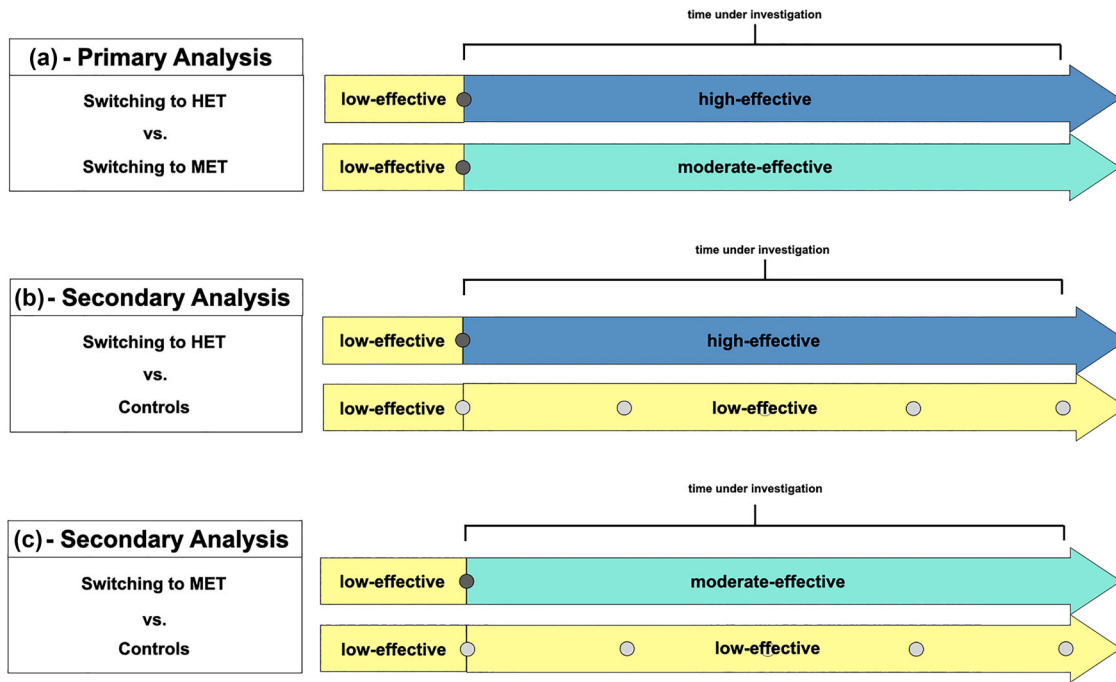 time under investigation
(a) - Primary Analysis
Switching to HET
vs.
Switching to MET
low-effective
high-effective
low-effective
moderate-effective
time under investigation
(b) - Secondary Analysis
Switching to HET
vs.
Controls
low-effective
high-effective
low-effective
low-effective
time under investigation
(c) - Secondary Analysis
Switching to MET
vs.
Controls
low-effective
moderate-effective
low-effective
low-effective